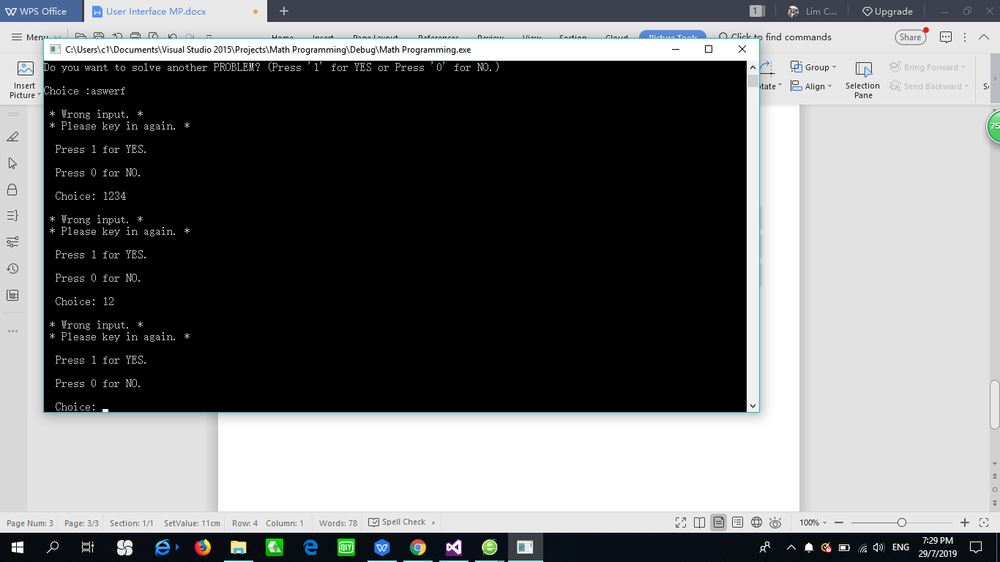 WPS Office
User Interface MP.docx
1
Lim C...
Upgrade
Menu
Click to find commands
Share
Picture Tools
C:\Users\c1\Documents\Visual Studio 2015\Projects\Math Programming\Debug\Math Programming.exe
Insert
Picture
Group
Align
Selection
Pane
Bring Forward
Send Backward
75
Do you want to solve another PROBLEM? (Press '1' for YES or Press '0' for NO.)
Choice :aswerf
* Wrong input. *
* Please key in again. *
Press 1 for YES.
Press 0 for NO.
Choice: 1234
* Wrong input. *
* Please key in again. *
Press 1 for YES.
Press 0 for NO.
Choice: 12
* Wrong input. *
* Please key in again. *
Press 1 for YES.
Press 0 for NO.
Choice:
Page Num: 3
Page: 3/3
Section: 1/1
SetValue: 11cm
Row: 4
Column: 1
Words: 78
Spell Check
100%
DIY
ENG
7:29 PM
29/7/2019